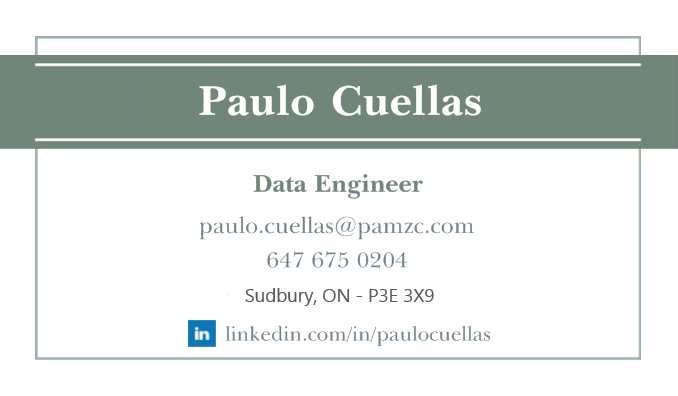 Paulo Cuellas
Data Engineer
paulo.cuellas@pamzc.com
647 675 0204
Sudbury, ON - P3E 3X9
in linkedin.com/in/paulocuellas